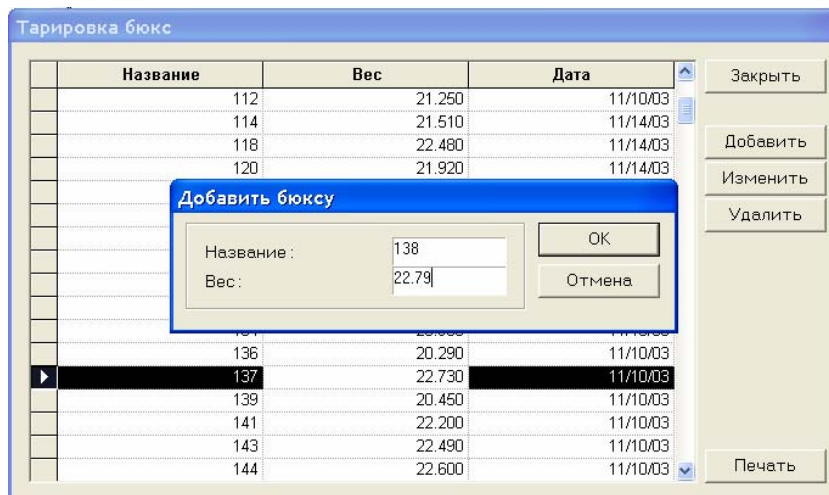 Тарировка бюкс
Название Вес Дата
112 21.250 11/10/03
114 21.510 11/14/03
118 22.480 11/14/03
120 21.920 11/14/03
Добавить бюксу
Название: 138
Вес: 22.79
OK
Отмена
136 20.290 11/10/03
137 22.730 11/10/03
139 20.450 11/10/03
141 22.200 11/10/03
143 22.490 11/10/03
144 22.600 11/10/03
Закрыть
Добавить
Изменить
Удалить
Печать